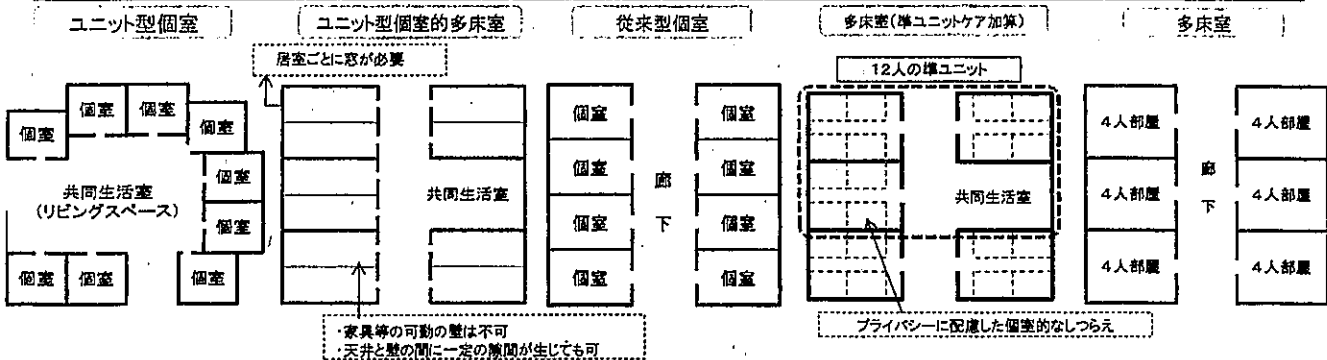 ユニット型個室
ユニット型個室的多床室
従来型個室
多床室(準ユニットケア加算)
多床室
居室ごとに窓が必要
12人の準ユニット
個室
個室
個室
個室
個室
個室
共同生活室
(リビングスペース)
個室
個室
個室
共同生活室
・家具等の可動の壁は不可
・天井と壁の間に一定の隙間が生じても可
個室
個室
個室
個室
廊
下
個室
個室
個室
個室
共同生活室
プライバシーに配慮した個室的なしつらえ
4人部屋
4人部屋
4人部屋
廊
下
4人部屋
4人部屋
4人部屋